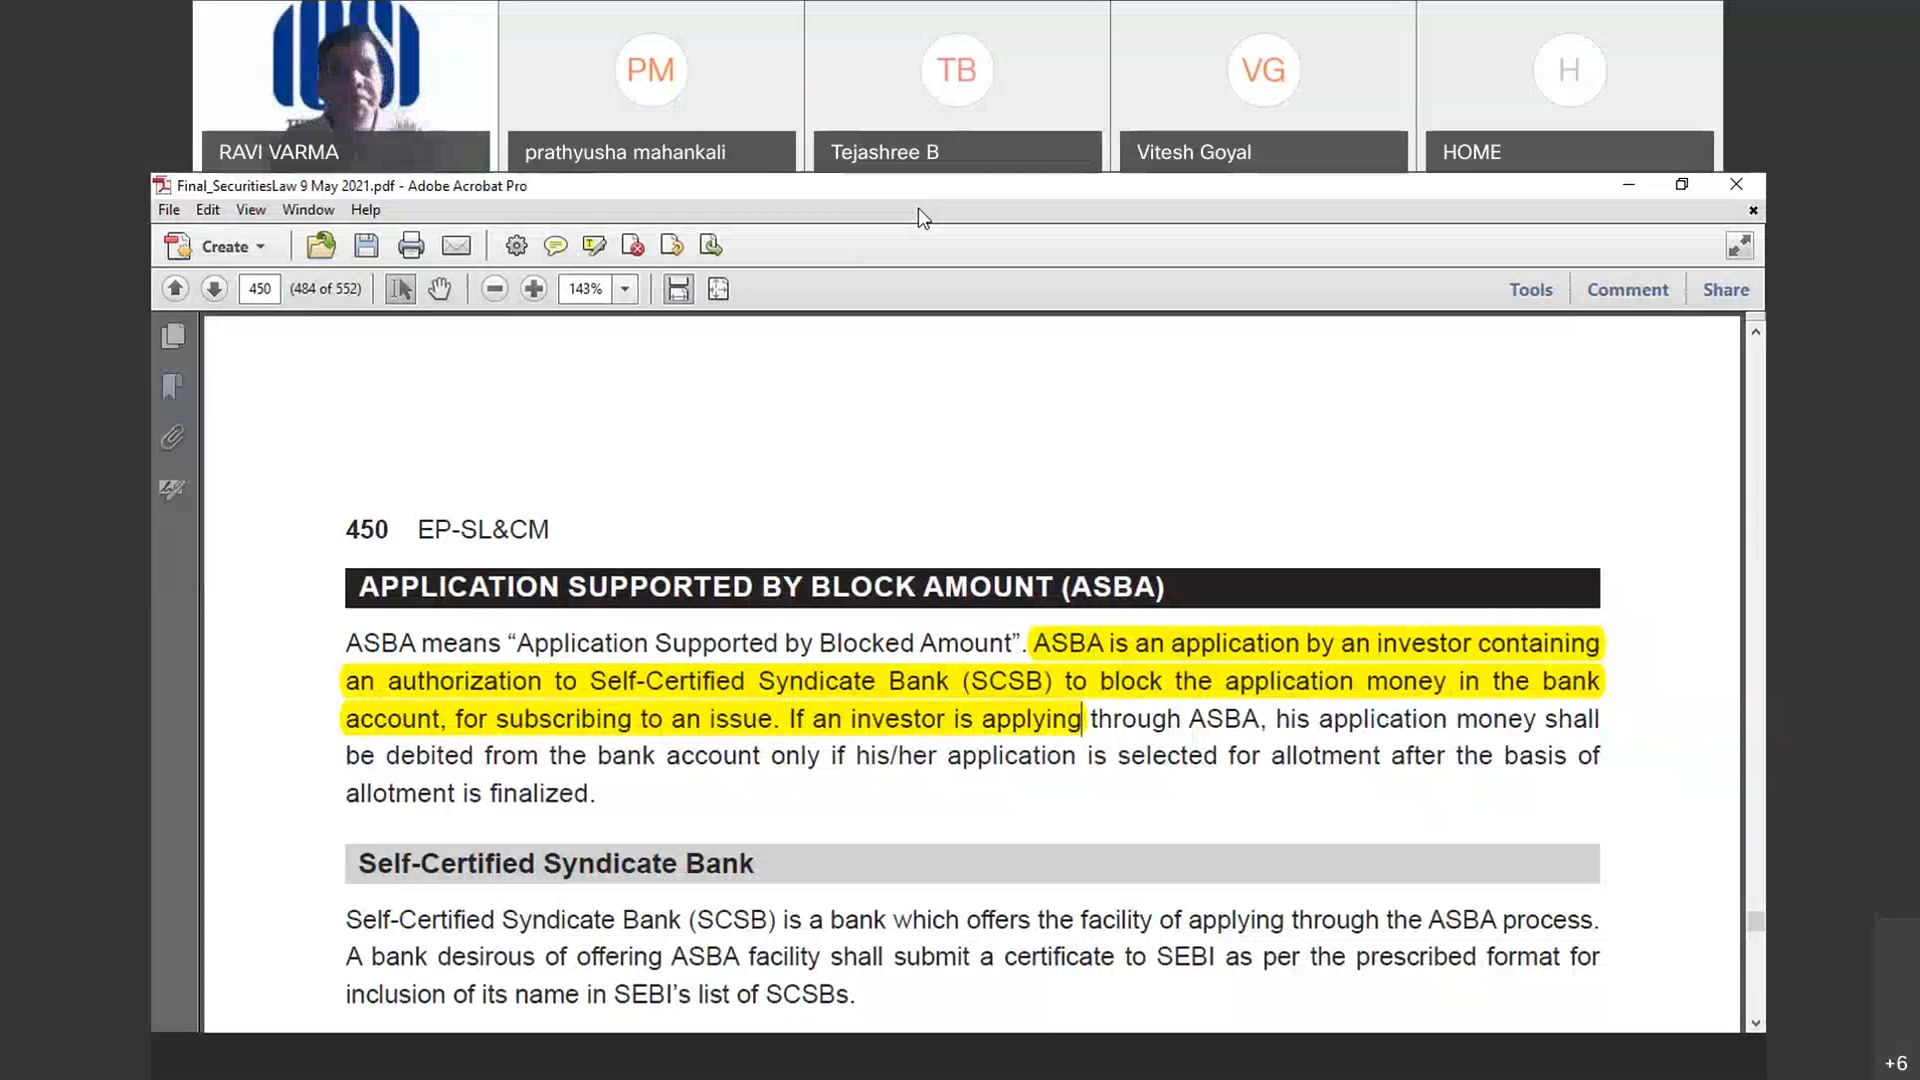 PM
TB
VG
H
RAVI VARMA
prathyusha mahankali
Tejashree B
Vitesh Goyal
HOME
Final_SecuritiesLaw 9 May 2021.pdf - Adobe Acrobat Pro
File Edit View Window Help
Create
450 (484 of 552) 143% Tools Comment Share
450 EP-SL&CM
APPLICATION SUPPORTED BY BLOCK AMOUNT (ASBA)
ASBA means “Application Supported by Blocked Amount”. ASBA is an application by an investor containing
an authorization to Self-Certified Syndicate Bank (SCSB) to block the application money in the bank
account, for subscribing to an issue. If an investor is applying through ASBA, his application money shall
be debited from the bank account only if his/her application is selected for allotment after the basis of
allotment is finalized.
Self-Certified Syndicate Bank
Self-Certified Syndicate Bank (SCSB) is a bank which offers the facility of applying through the ASBA process.
A bank desirous of offering ASBA facility shall submit a certificate to SEBI as per the prescribed format for
inclusion of its name in SEBI’s list of SCSBs.
+6